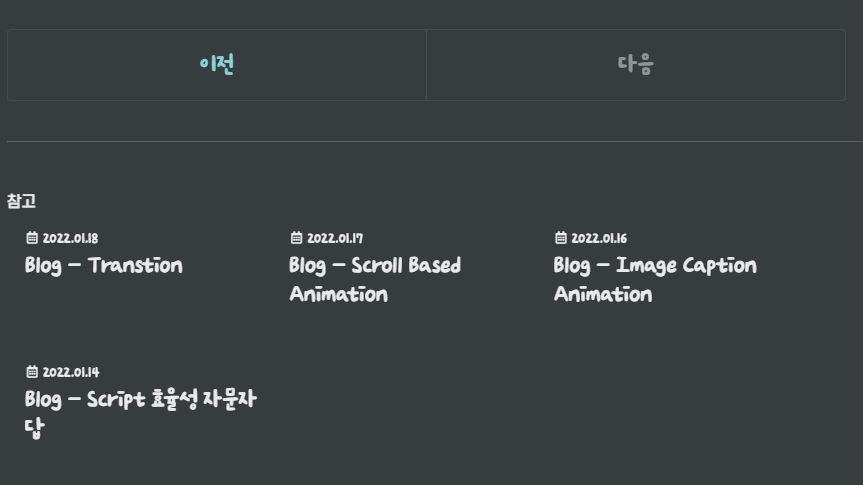 이전
다음
참고
2022.01.18
Blog - Transtion
2022.01.17
Blog - Scroll Based
Animation
2022.01.16
Blog - Image Caption
Animation
2022.01.14
Blog - Script 효율성 자문자
답